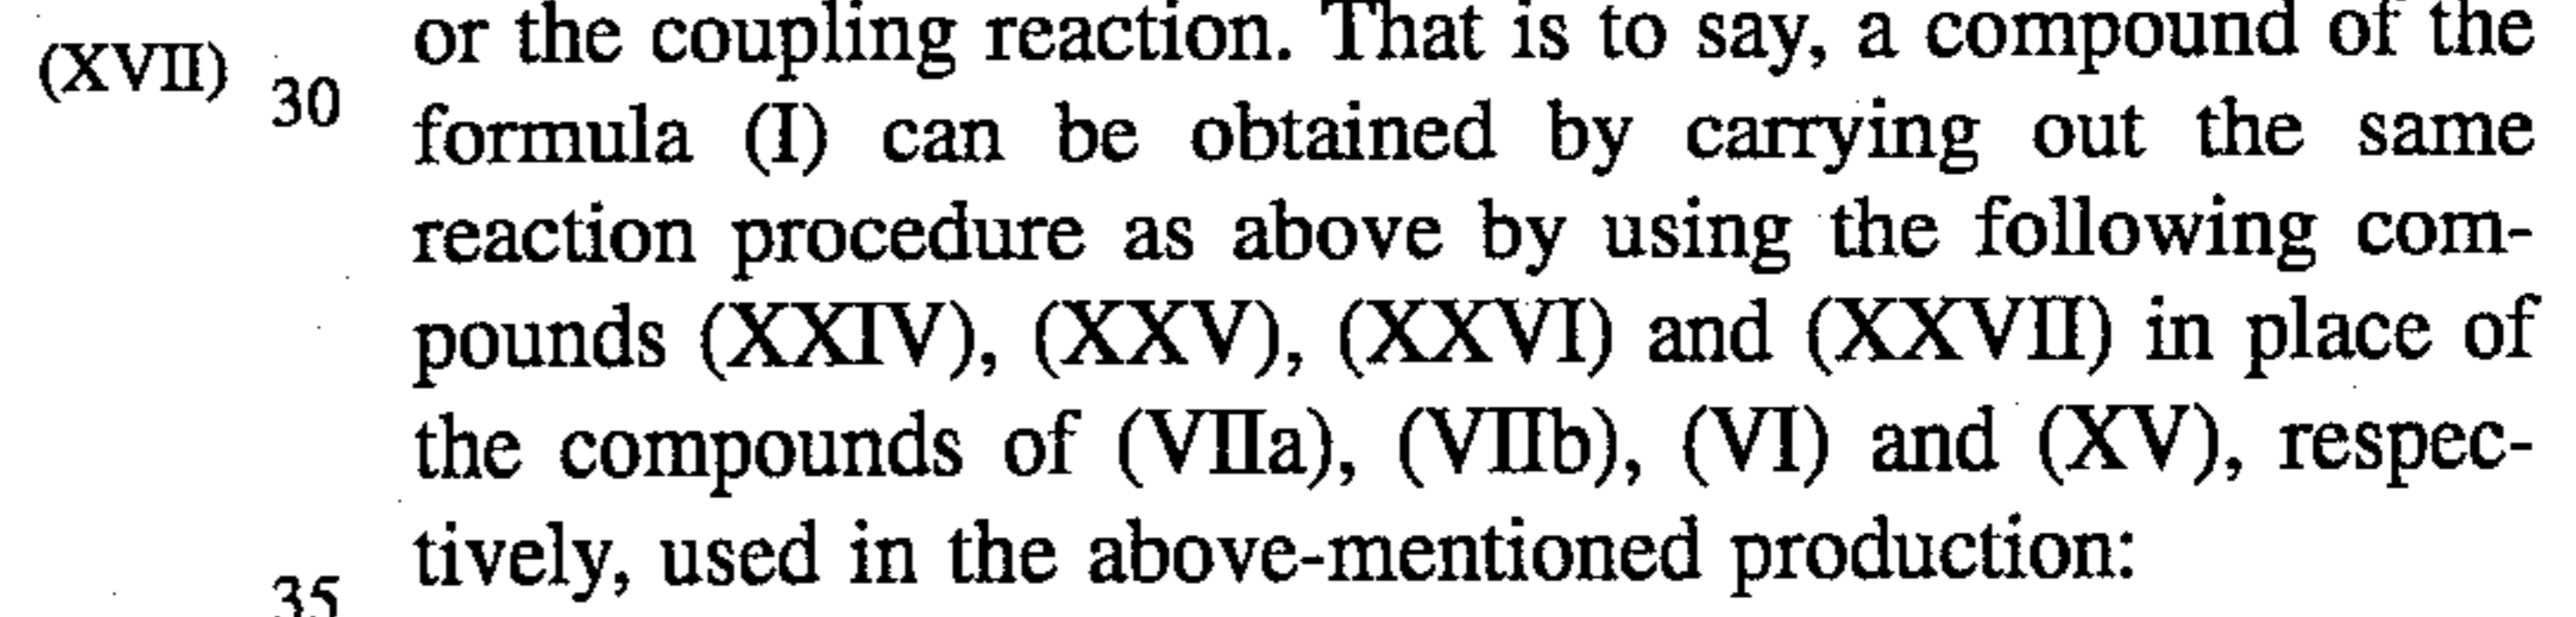 (XVII) 30 or the coupling reaction. That is to say, a compound of the
formula (I) can be obtained by carrying out the same
reaction procedure as above by using the following com-
pounds (XXIV), (XXV), (XXVI) and (XXVII) in place of
the compounds of (VIIa), (VIIb), (VI) and (XV), respec-
tively, used in the above-mentioned production:
35